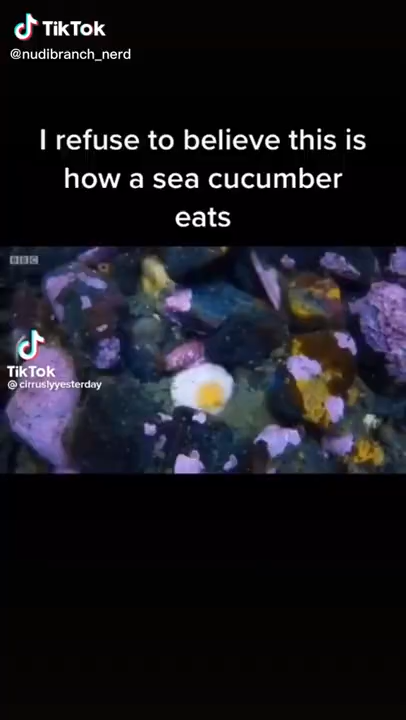 TikTok
@nudibranch_nerd
I refuse to believe this is
how a sea cucumber
eats
BBC
TikTok
@cirruslyyesterday